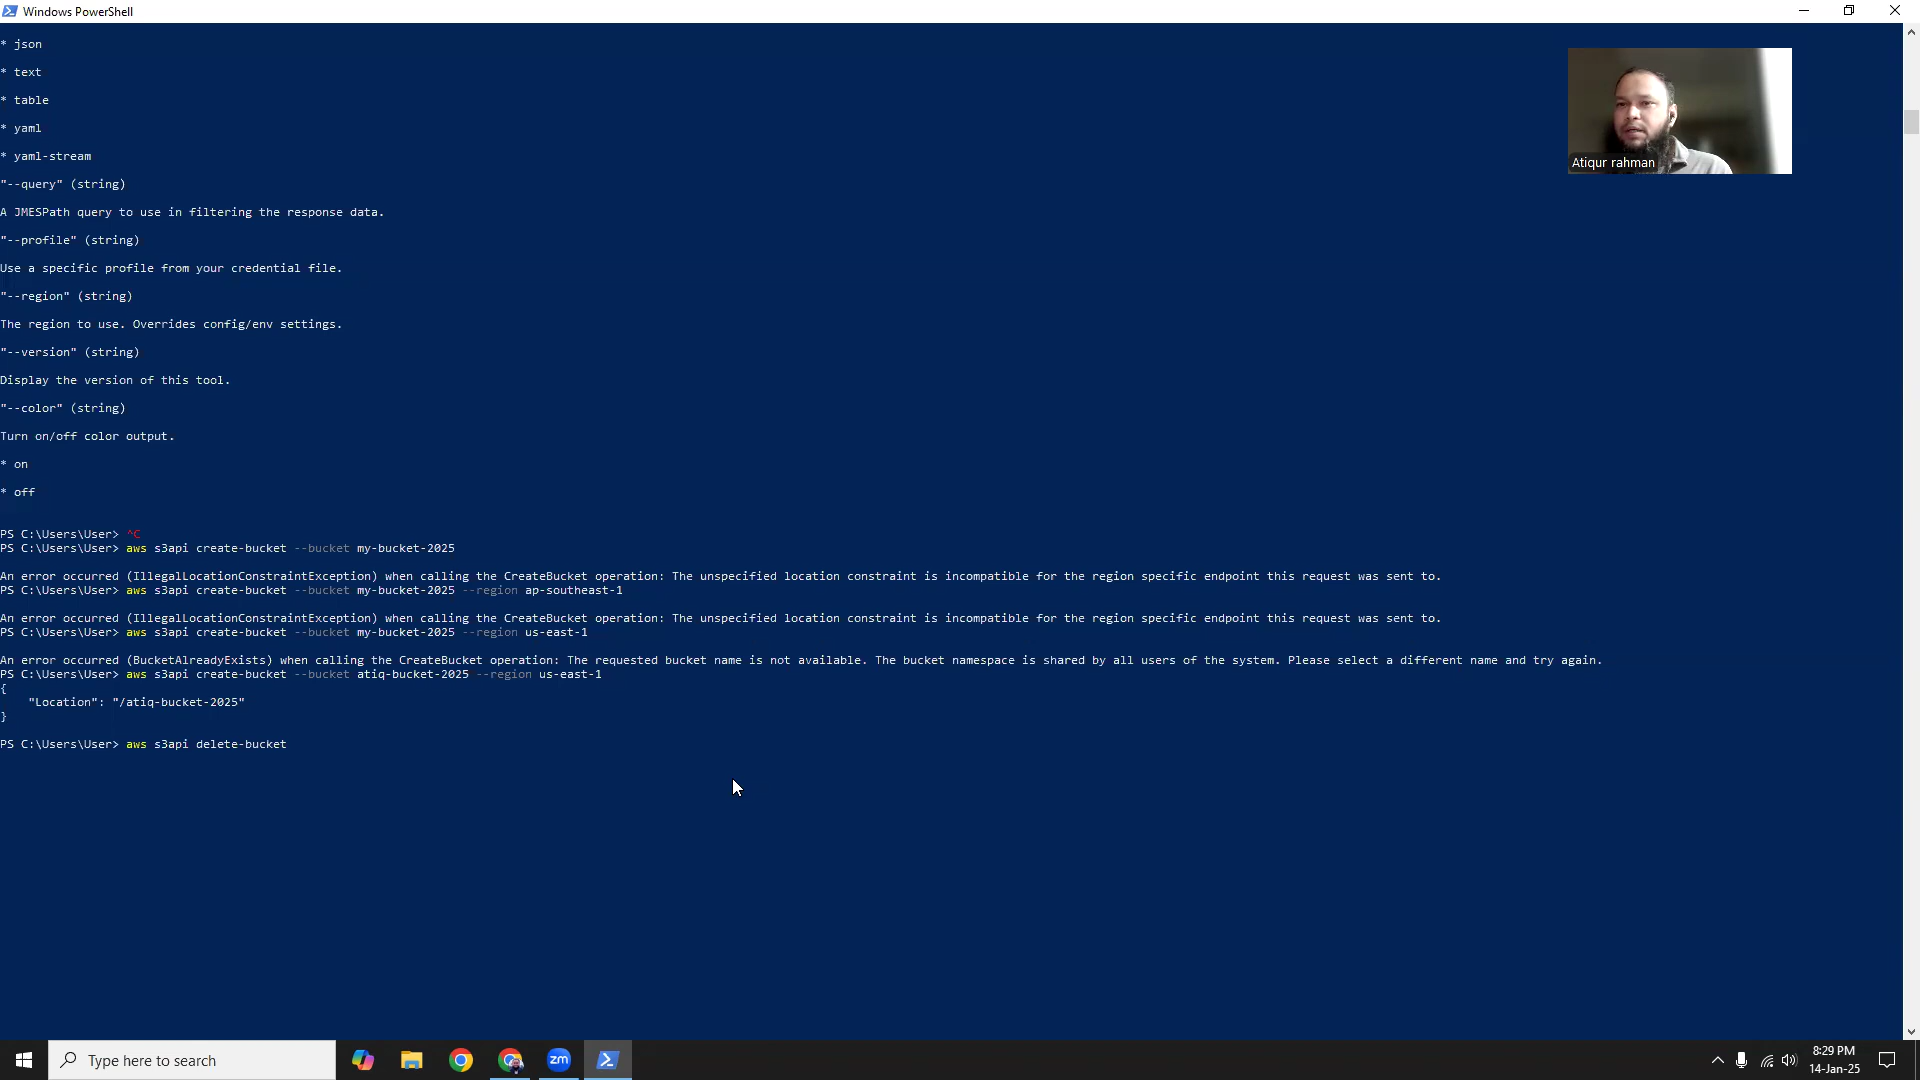 Windows PowerShell
* json
* text
* table
* yaml
* yaml-stream
"--query" (string)
A JMESPath query to use in filtering the response data.
"--profile" (string)
Use a specific profile from your credential file.
"--region" (string)
The region to use. Overrides config/env settings.
"--version" (string)
Display the version of this tool.
"--color" (string)
Turn on/off color output.
* on
* off
PS C:\Users\User> ^C
PS C:\Users\User> aws s3api create-bucket --bucket my-bucket-2025
An error occurred (IllegalLocationConstraintException) when calling the CreateBucket operation: The unspecified location constraint is incompatible for the region specific endpoint this request was sent to.
PS C:\Users\User> aws s3api create-bucket --bucket my-bucket-2025 --region ap-southeast-1
An error occurred (IllegalLocationConstraintException) when calling the CreateBucket operation: The unspecified location constraint is incompatible for the region specific endpoint this request was sent to.
PS C:\Users\User> aws s3api create-bucket --bucket my-bucket-2025 --region us-east-1
An error occurred (BucketAlreadyExists) when calling the CreateBucket operation: The requested bucket name is not available. The bucket namespace is shared by all users of the system. Please select a different name and try again.
PS C:\Users\User> aws s3api create-bucket --bucket atiq-bucket-2025 --region us-east-1
{
    "Location": "/atiq-bucket-2025"
}
PS C:\Users\User> aws s3api delete-bucket
Atiqur rahman
Type here to search
zm
8:29 PM
14-Jan-25